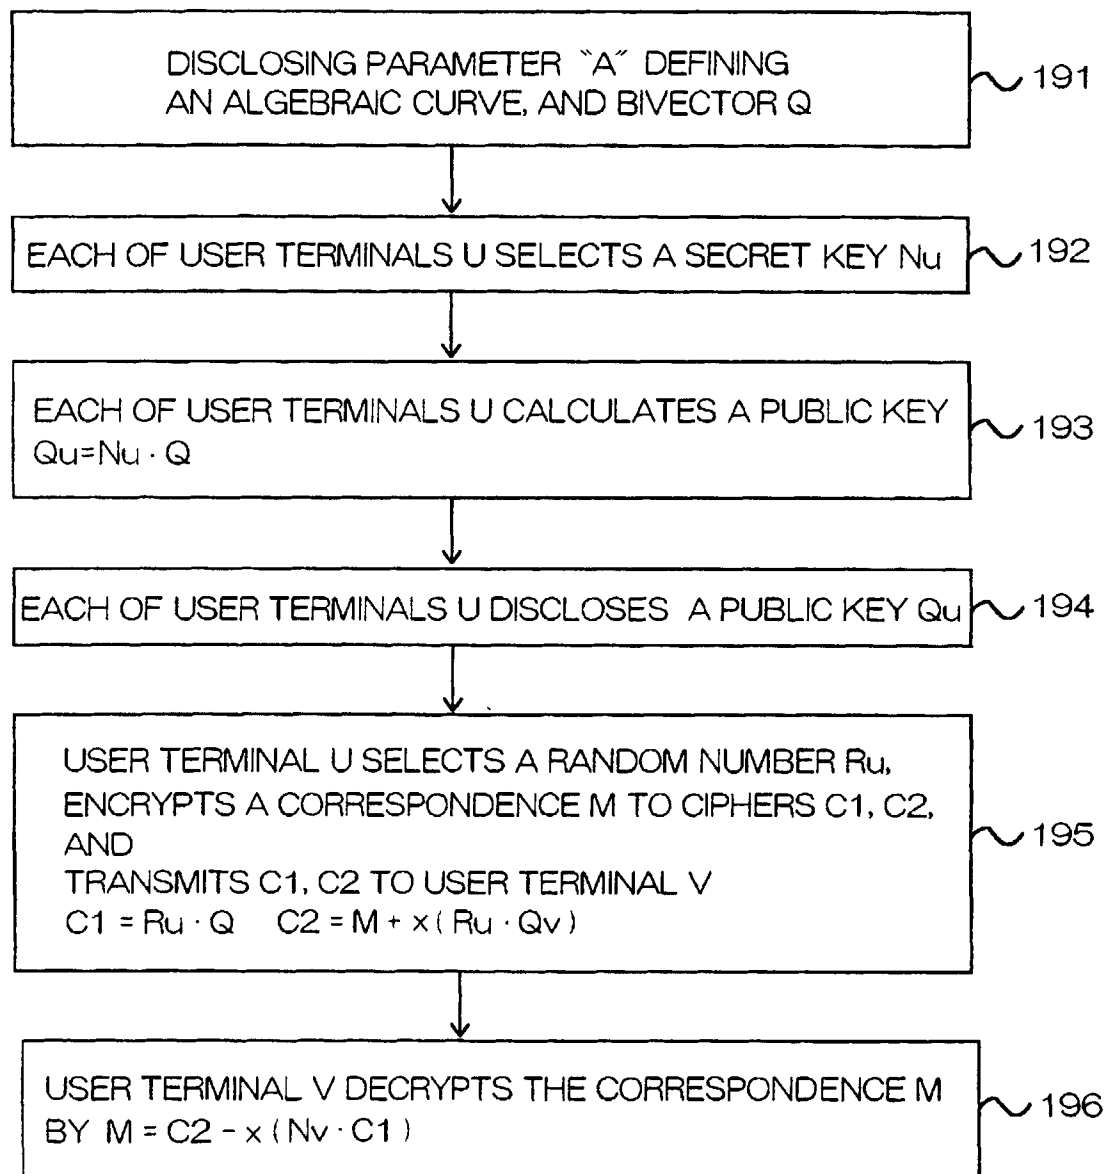 DISCLOSING PARAMETER "A" DEFINING
AN ALGEBRAIC CURVE, AND BIVECTOR Q
191
EACH OF USER TERMINALS U SELECTS A SECRET KEY Nu
192
EACH OF USER TERMINALS U CALCULATES A PUBLIC KEY
Qu=Nu · Q
193
EACH OF USER TERMINALS U DISCLOSES A PUBLIC KEY Qu
194
USER TERMINAL U SELECTS A RANDOM NUMBER Ru,
ENCRYPTS A CORRESPONDENCE M TO CIPHERS C1, C2,
AND
TRANSMITS C1, C2 TO USER TERMINAL V
C1 = Ru · Q C2 = M + x ( Ru · Qv )
195
USER TERMINAL V DECRYPTS THE CORRESPONDENCE M
BY M = C2 - x ( Nv · C1 )
196